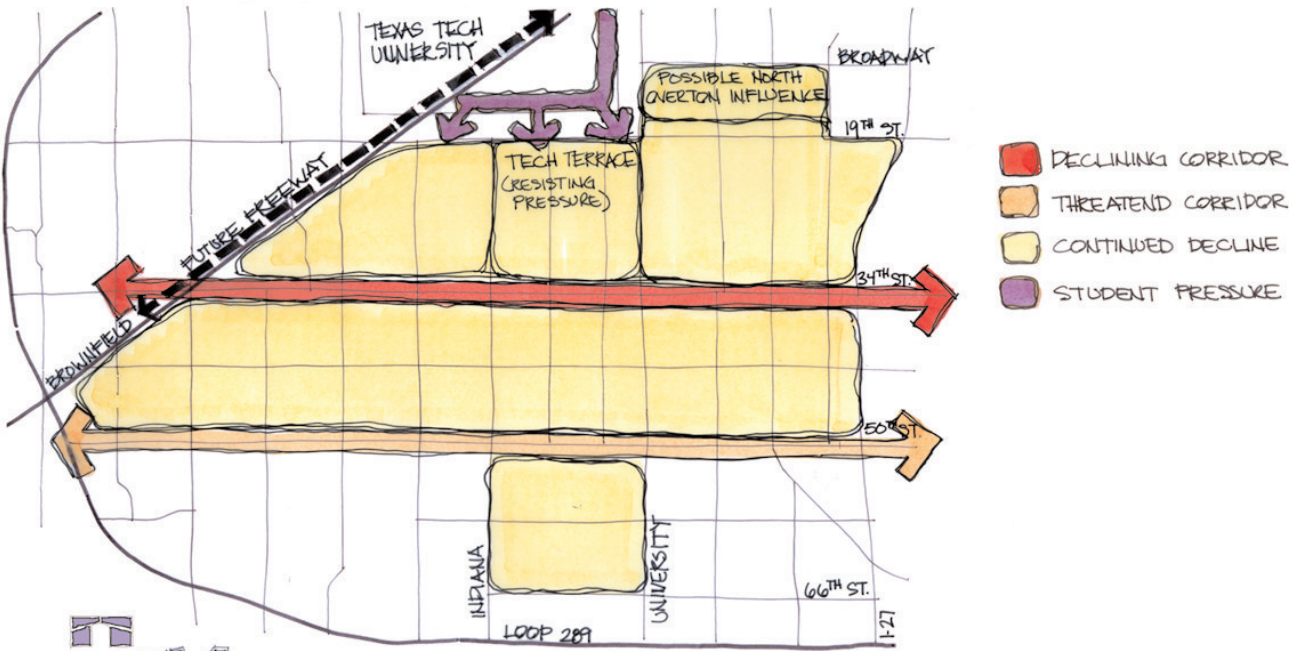 TEXAS TECH
UNIVERSITY
BROADWAY
POSSIBLE NORTH
OVERTON INFLUENCE
19TH ST.
TECH TERRACE
(RESISTING
PRESSURE)
FUTURE FREEWAY
34TH ST.
BROWNFIELD
50TH ST.
INDIANA
UNIVERSITY
66TH ST.
LOOP 289
I-27
DECLINING CORRIDOR
THREATEND CORRIDOR
CONTINUED DECLINE
STUDENT PRESSURE